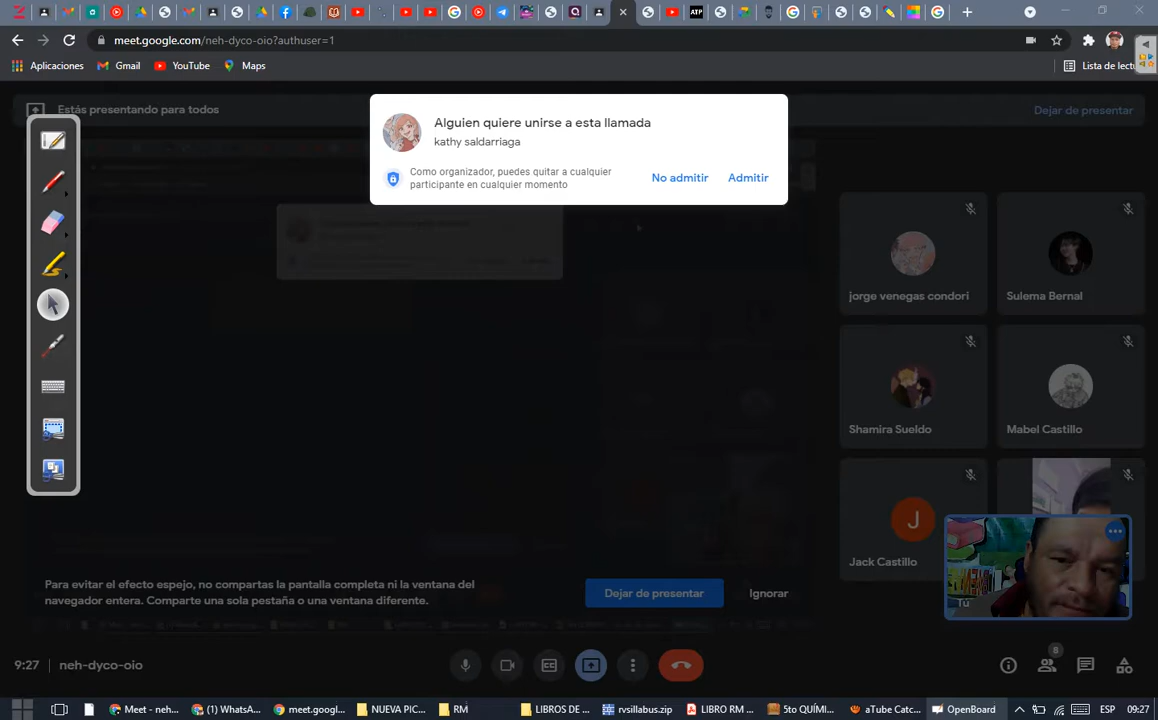 meet.google.com/neh-dyco-oio?authuser=1
Aplicaciones
Gmail
YouTube
Maps
Lista de lectu
Estás presentando para todos
Dejar de presentar
Alguien quiere unirse a esta llamada
kathy saldarriaga
Como organizador, puedes quitar a cualquier
participante en cualquier momento
No admitir
Admitir
jorge venegas condori
Sulema Bernal
Shamira Sueldo
Mabel Castillo
J
Jack Castillo
Tú
Para evitar el efecto espejo, no compartas la pantalla completa ni la ventana del
navegador entera. Comparte una sola pestaña o una ventana diferente.
Dejar de presentar
Ignorar
9:27
neh-dyco-oio
8
Meet - neh...
(1) WhatsA...
meet.googl...
NUEVA PIC...
RM
LIBROS DE ...
rvsillabus.zip
LIBRO RM ...
5to QUÍMI...
aTube Catc...
OpenBoard
ESP
09:27